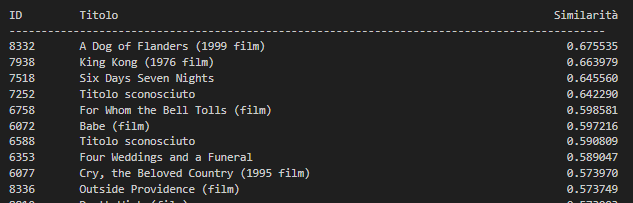 ID Titolo Similarità
--------------------------------------------------------------------------------------------
8332 A Dog of Flanders (1999 film) 0.675535
7938 King Kong (1976 film) 0.663979
7518 Six Days Seven Nights 0.645560
7252 Titolo sconosciuto 0.642290
6758 For Whom the Bell Tolls (film) 0.598581
6072 Babe (film) 0.597216
6588 Titolo sconosciuto 0.590809
6353 Four Weddings and a Funeral 0.589047
6077 Cry, the Beloved Country (1995 film) 0.573970
8336 Outside Providence (film) 0.573749